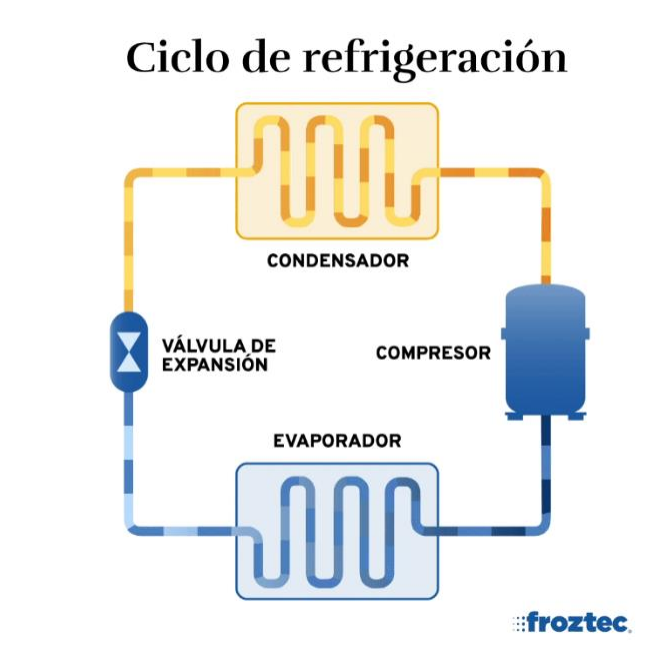 Ciclo de refrigeración
CONDENSADOR
VÁLVULA DE
EXPANSIÓN
COMPRESOR
EVAPORADOR
froztec